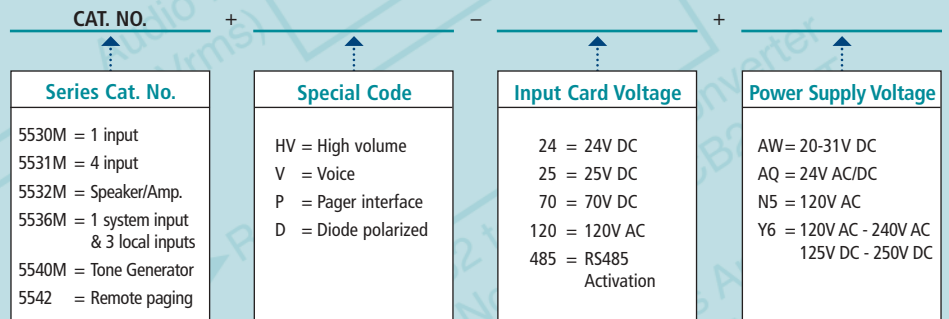 CAT. NO. + – +
Series Cat. No.
5530M = 1 input
5531M = 4 input
5532M = Speaker/Amp.
5536M = 1 system input
& 3 local inputs
5540M = Tone Generator
5542 = Remote paging
Special Code
HV = High volume
V = Voice
P = Pager interface
D = Diode polarized
Input Card Voltage
24 = 24V DC
25 = 25V DC
70 = 70V DC
120 = 120V AC
485 = RS485
Activation
Power Supply Voltage
AW= 20-31V DC
AQ = 24V AC/DC
N5 = 120V AC
Y6 = 120V AC - 240V AC
125V DC - 250V DC